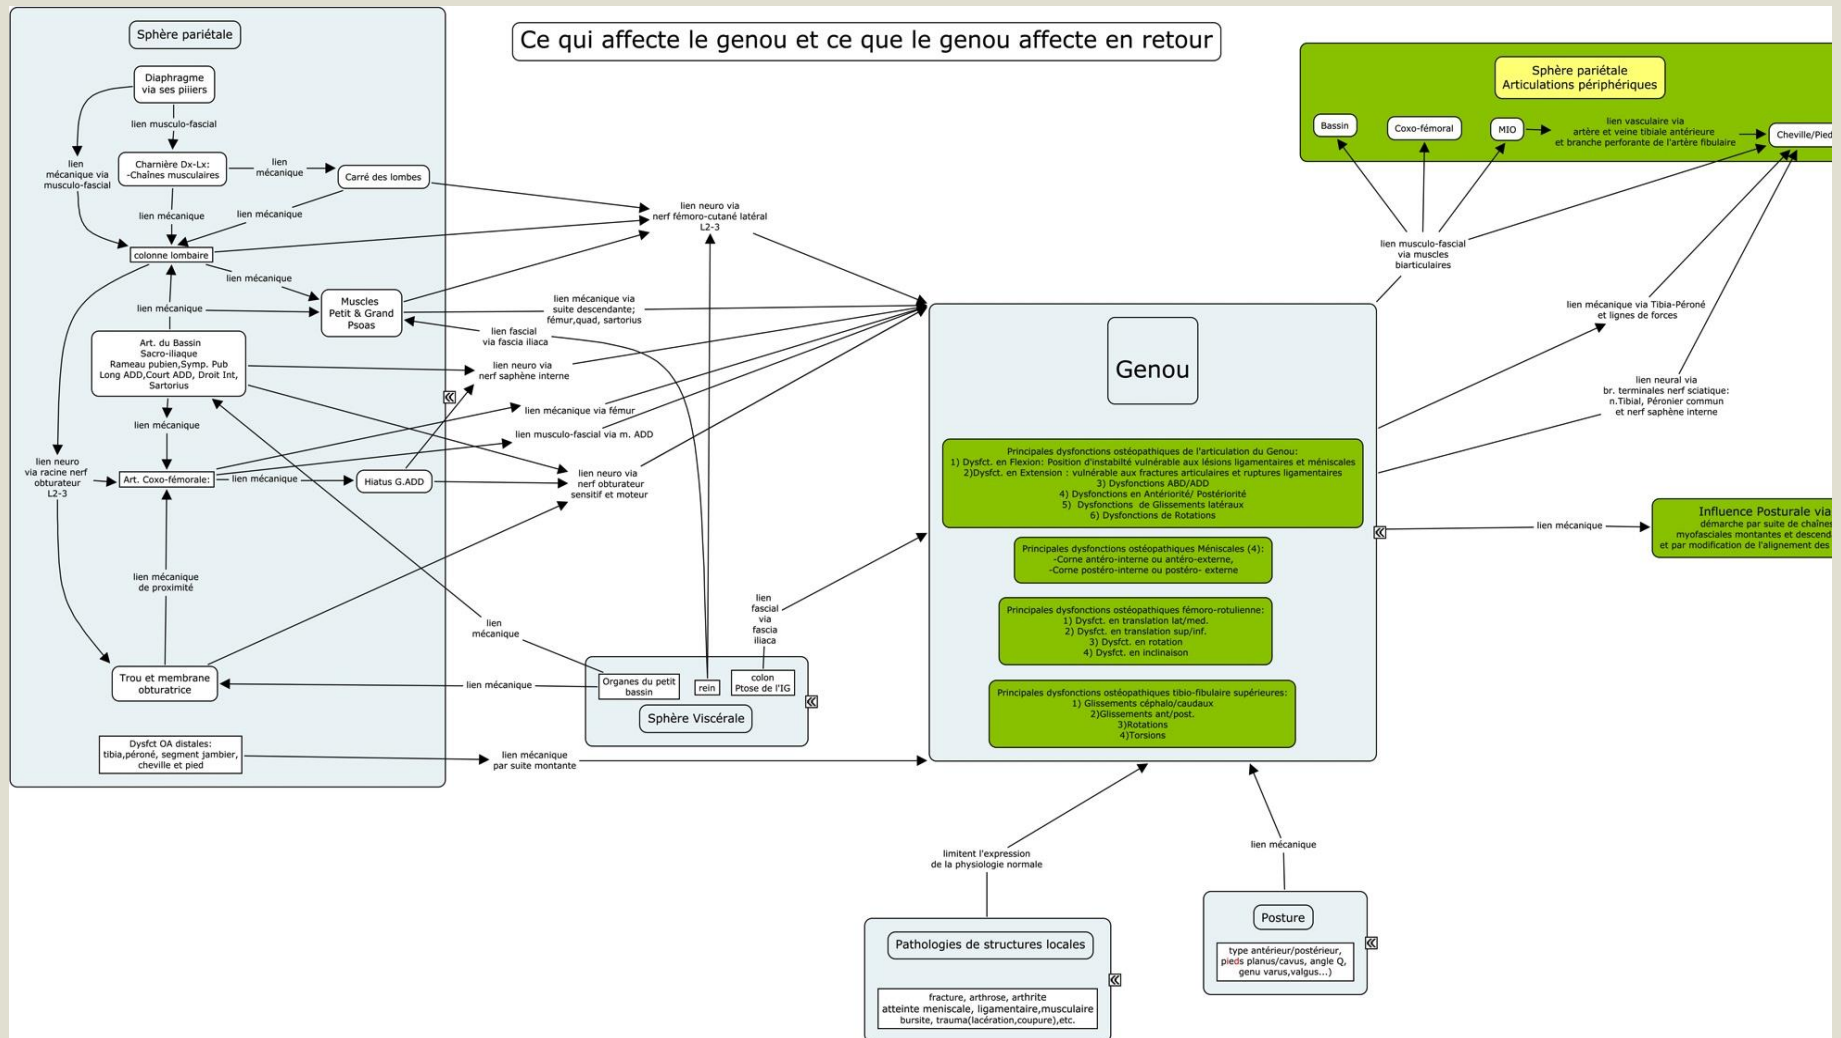 Ce qui affecte le genou et ce que le genou affecte en retour
Sphère pariétale
Diaphragme
via ses piiiers
lien musculo-fascial
lien
mécanique via
musculo-fascial
Charnière Dx-Lx:
-Chaînes musculaires
lien
mécanique
Carré des lombes
lien mécanique
lien mécanique
colonne lombaire
lien mécanique
lien mécanique
Muscles
Petit & Grand
Psoas
Art. du Bassin
Sacro-iliaque
Rameau pubien,Symp. Pub
Long ADD,Court ADD, Droit Int,
Sartorius
lien mécanique
lien neuro
via racine nerf
obturateur
L2-3
Art. Coxo-fémorale:
lien mécanique
Hiatus G.ADD
lien mécanique
de proximité
Trou et membrane
obturatrice
Dysfct OA distales:
tibia,péroné, segment jambier,
cheville et pied
lien neuro via
nerf fémoro-cutané latéral
L2-3
lien mécanique via
suite descendante;
fémur,quad, sartorius
lien fascial
via fascia iliaca
lien neuro via
nerf saphène interne
lien mécanique via fémur
lien musculo-fascial via m. ADD
lien neuro via
nerf obturateur
sensitif et moteur
lien
mécanique
lien mécanique
lien
fascial
via
fascia
iliaca
Organes du petit
bassin
rein
colon
Ptose de l'IG
Sphère Viscérale
lien mécanique
par suite montante
Genou
Principales dysfonctions ostéopathiques de l'articulation du Genou:
1) Dysfct. en Flexion: Position d'instabilté vulnérable aux lésions ligamentaires et méniscales
2)Dysfct. en Extension : vulnérable aux fractures articulaires et ruptures ligamentaires
3) Dysfonctions ABD/ADD
4) Dysfonctions en Antériorité/ Postériorité
5) Dysfonctions de Glissements latéraux
6) Dysfonctions de Rotations
Principales dysfonctions ostéopathiques Méniscales (4):
-Corne antéro-interne ou antéro-externe,
-Corne postéro-interne ou postéro- externe
Principales dysfonctions ostéopathiques fémoro-rotulienne:
1) Dysfct. en translation lat/med.
2) Dysfct. en translation sup/inf.
3) Dysfct. en rotation
4) Dysfct. en inclinaison
Principales dysfonctions ostéopathiques tibio-fibulaire supérieures:
1) Glissements céphalo/caudaux
2)Glissements ant/post.
3)Rotations
4)Torsions
Sphère pariétale
Articulations périphériques
Bassin
Coxo-fémoral
MIO
lien vasculaire via
artère et veine tibiale antérieure
et branche perforante de l'artère fibulaire
Cheville/Pied
lien musculo-fascial
via muscles
biarticulaires
lien mécanique via Tibia-Péroné
et lignes de forces
lien neural via
br. terminales nerf sciatique:
n.Tibial, Péronier commun
et nerf saphène interne
lien mécanique
Influence Posturale via
démarche par suite de chaînes
myofasciales montantes et descend
et par modification de l'alignement des
limitent l'expression
de la physiologie normale
lien mécanique
Pathologies de structures locales
fracture, arthrose, arthrite
atteinte meniscale, ligamentaire,musculaire
bursite, trauma(lacération,coupure),etc.
Posture
type antérieur/postérieur,
pieds planus/cavus, angle Q,
genu varus,valgus...)